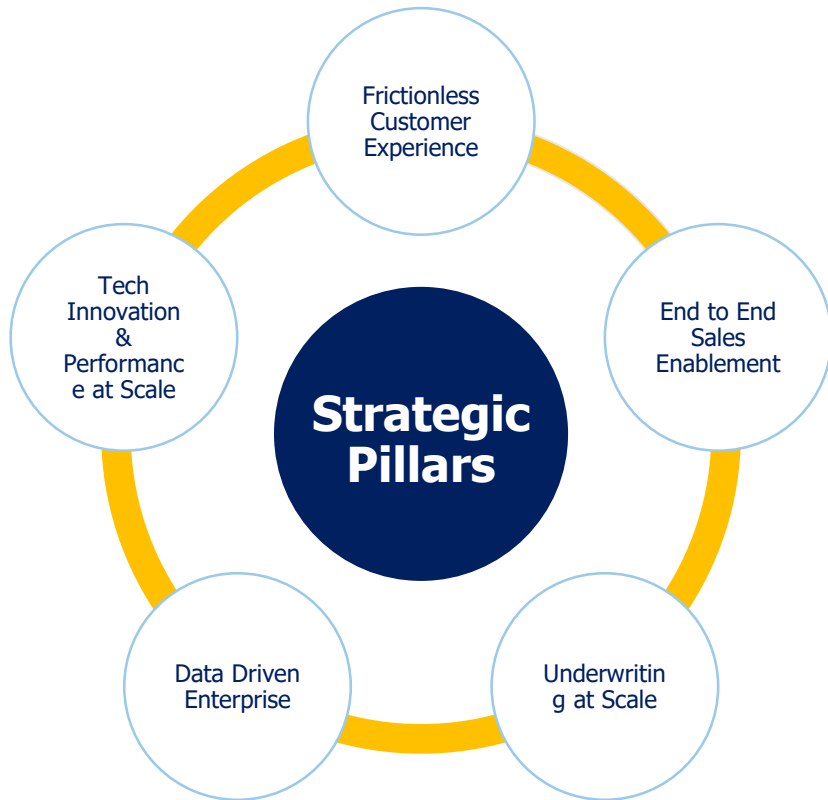 Frictionless
Customer
Experience
Tech
Innovation
&
Performanc
e at Scale
End to End
Sales
Enablement
Strategic
Pillars
Data Driven
Enterprise
Underwritin
g at Scale